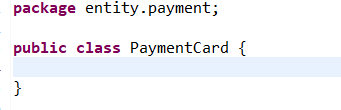 package entity.payment;
public class PaymentCard {
}